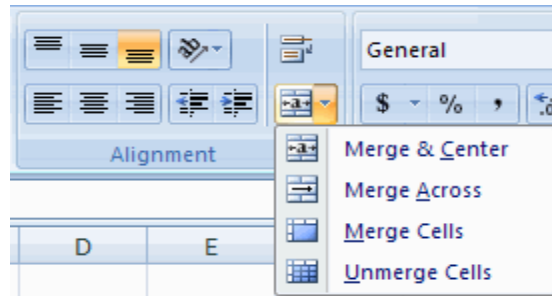 General
$ % ,
Alignment
Merge & Center
Merge Across
Merge Cells
Unmerge Cells
D E